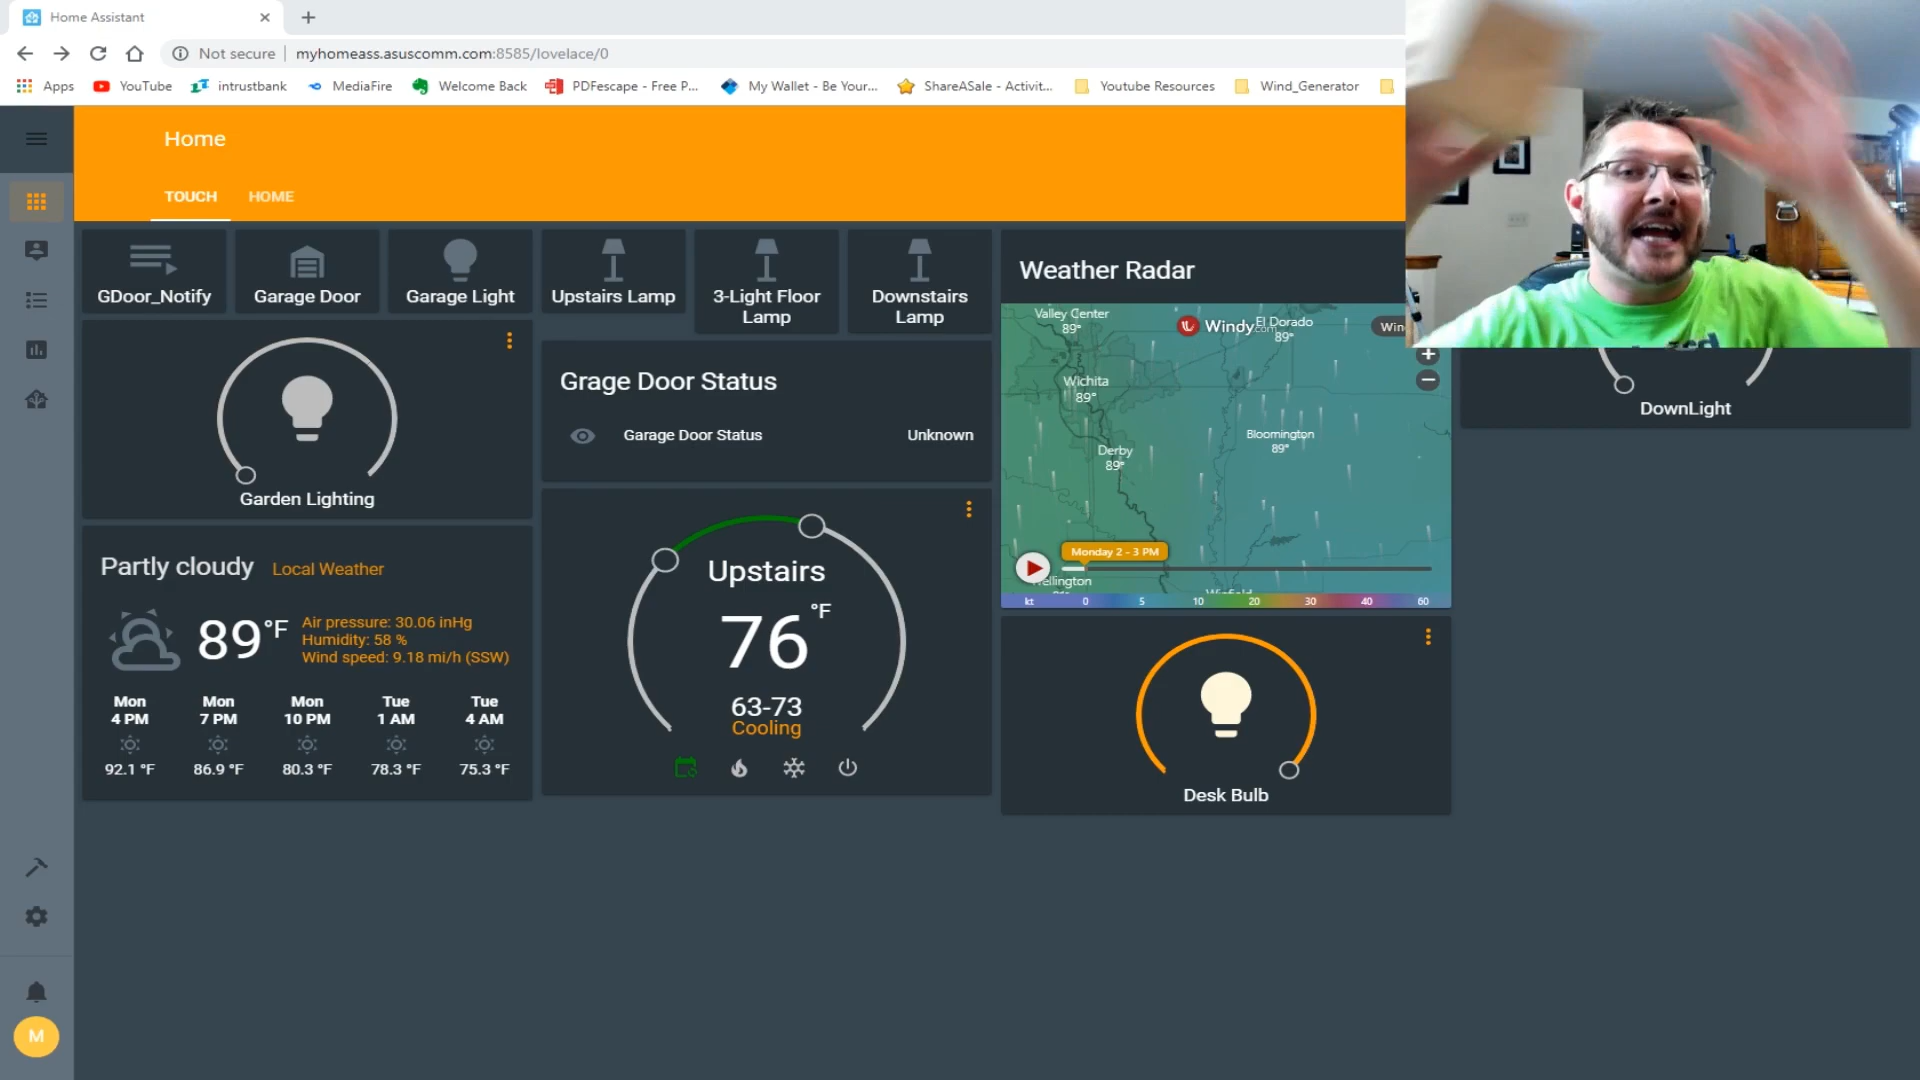 Home Assistant
Not secure
myhomeass.asuscomm.com:8585/lovelace/0
Apps
YouTube
intrustbank
MediaFire
Welcome Back
PDFescape - Free P...
My Wallet - Be Your...
ShareASale - Activit...
Youtube Resources
Wind_Generator
Home
TOUCH
HOME
GDoor_Notify
Garage Door
Garage Light
Upstairs Lamp
3-Light Floor
Lamp
Downstairs
Lamp
Garden Lighting
Partly cloudy
Local Weather
89 °F
Air pressure: 30.06 inHg
Humidity: 58 %
Wind speed: 9.18 mi/h (SSW)
Mon Mon Mon Tue Tue
4 PM 7 PM 10 PM 1 AM 4 AM
92.1 °F 86.9 °F 80.3 °F 78.3 °F 75.3 °F
Grage Door Status
Garage Door Status Unknown
Upstairs
76 °F
63-73
Cooling
Weather Radar
Valley Center
89°
Windy.com
El Dorado
89°
Win
Wichita
89°
Bloomington
89°
Derby
89°
Monday 2 - 3 PM
ellington
kt 0 5 10 20 30 40 60
Desk Bulb
DownLight
M